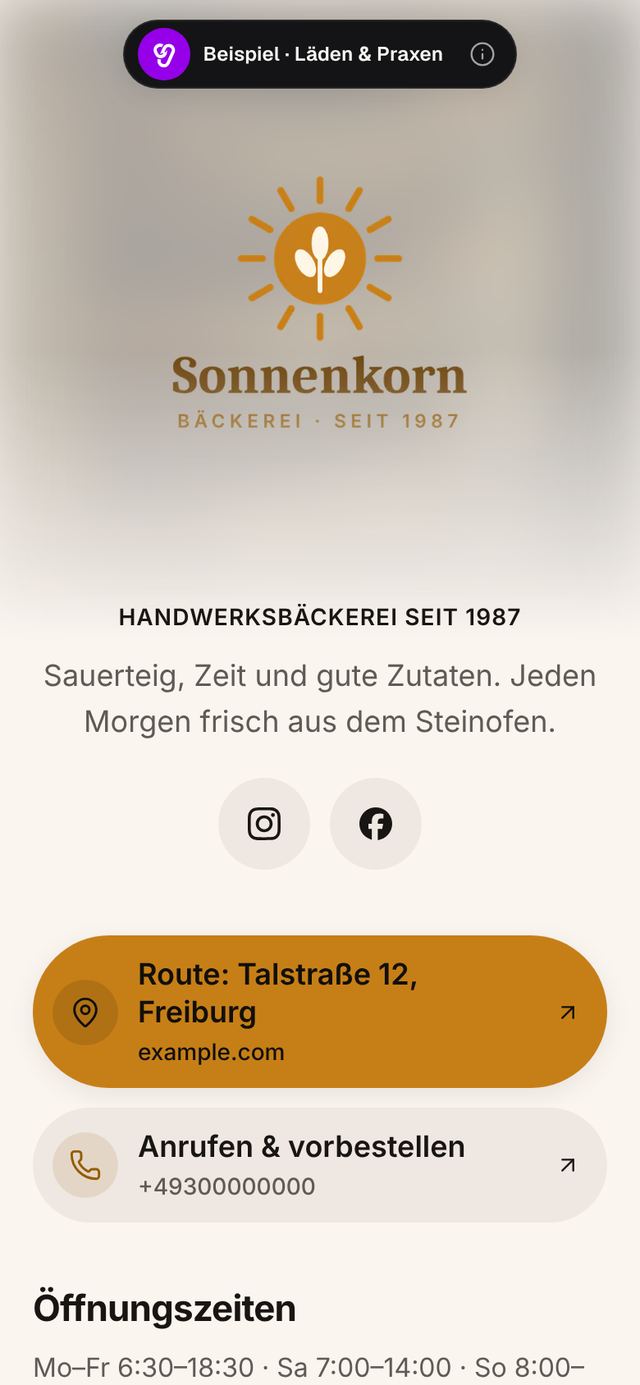 Beispiel · Läden & Praxen
Sonnenkorn
BÄCKEREI · SEIT 1987
HANDWERKSBÄCKEREI SEIT 1987
Sauerteig, Zeit und gute Zutaten. Jeden
Morgen frisch aus dem Steinofen.
Route: Talstraße 12,
Freiburg
example.com
Anrufen & vorbestellen
+49300000000
Öffnungszeiten
Mo–Fr 6:30–18:30 · Sa 7:00–14:00 · So 8:00–